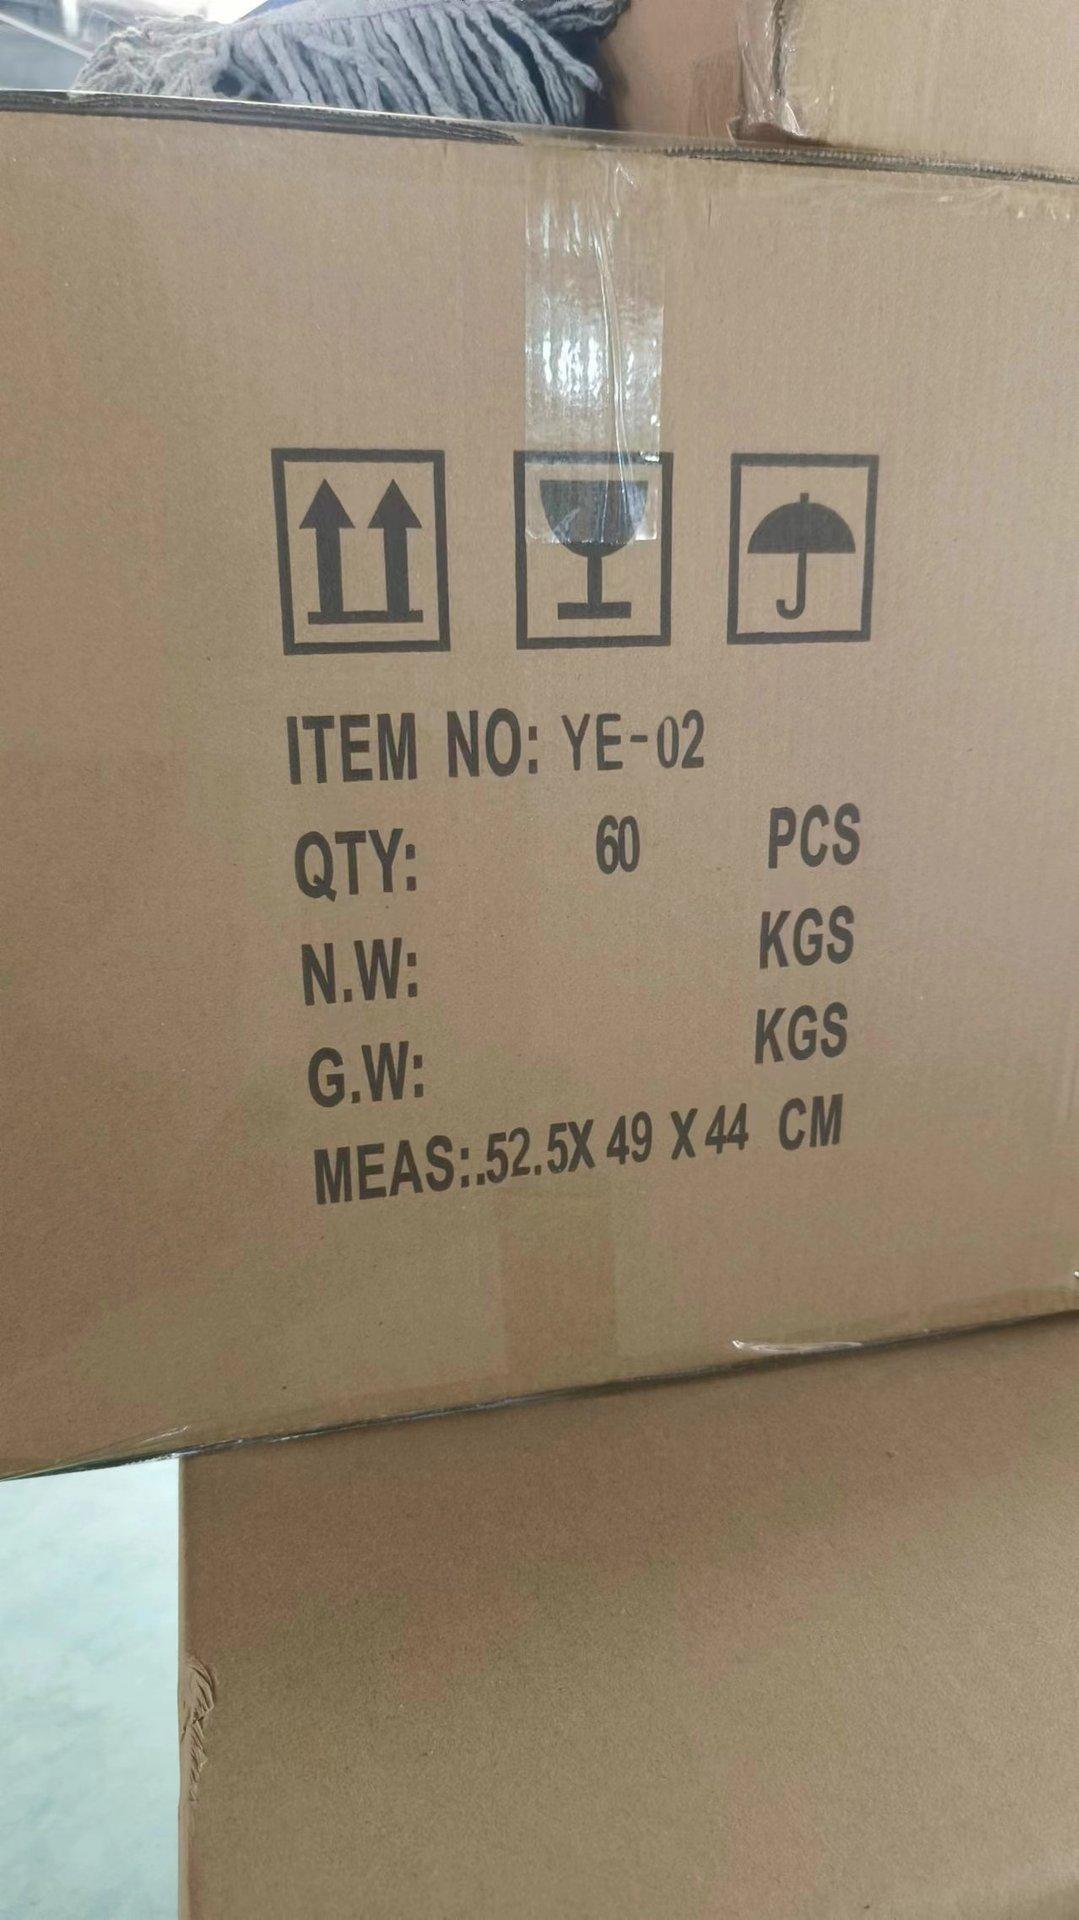 ITEM NO: YE-02
QTY: 60 PCS
N.W: KGS
G.W: KGS
MEAS:.52.5X 49 X 44 CM